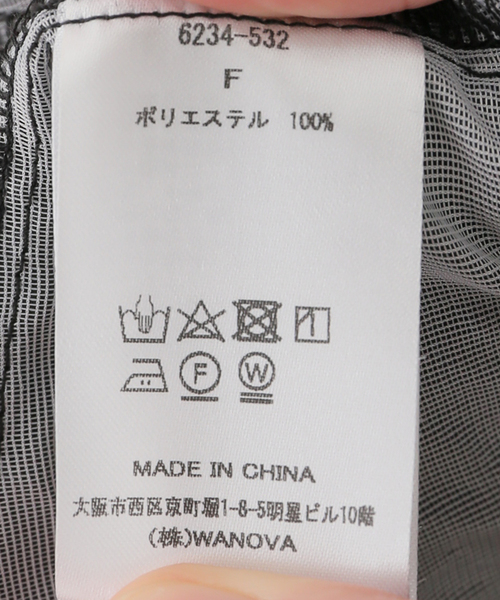 6234-532
F
ポリエステル 100%
F W
MADE IN CHINA
大阪市西区京町堀1-8-5明星ビル10階
(株)WANOVA